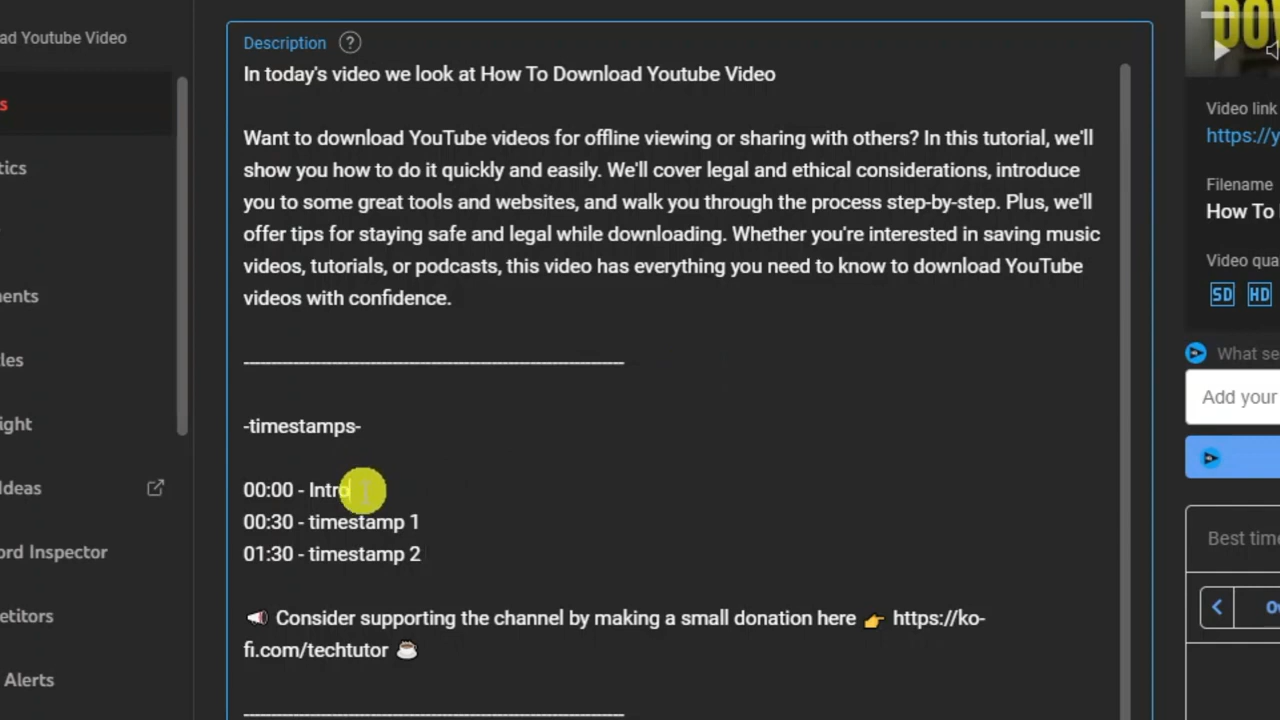 ad Youtube Video
s
tics
ments
les
ight
Ideas
ord Inspector
etitors
Alerts
Description ?
In today's video we look at How To Download Youtube Video
Want to download YouTube videos for offline viewing or sharing with others? In this tutorial, we'll
show you how to do it quickly and easily. We'll cover legal and ethical considerations, introduce
you to some great tools and websites, and walk you through the process step-by-step. Plus, we'll
offer tips for staying safe and legal while downloading. Whether you're interested in saving music
videos, tutorials, or podcasts, this video has everything you need to know to download YouTube
videos with confidence.
-timestamps-
00:00 - Intro
00:30 - timestamp 1
01:30 - timestamp 2
📢 Consider supporting the channel by making a small donation here 👉 https://ko-
fi.com/techtutor ☕
DO
Video link
https://y
Filename
How To
Video qua
SD HD
What se
Add your
Best time